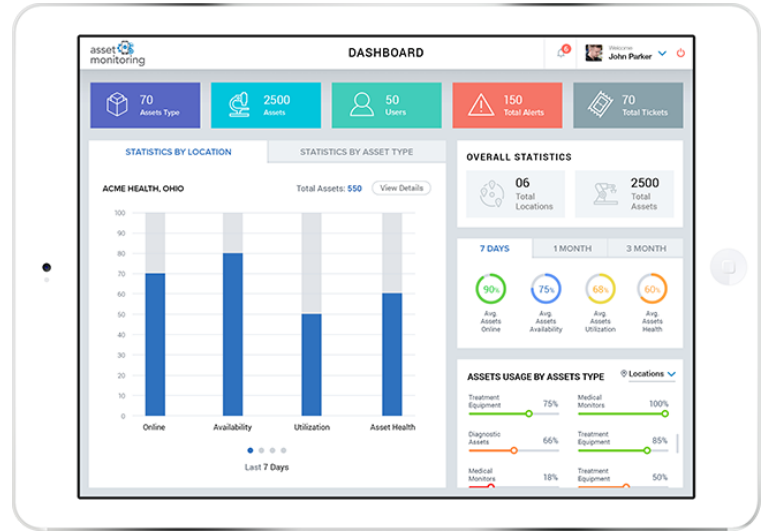 asset
monitoring
DASHBOARD
6
Welcome
John Parker
70
Assets Type
2500
Assets
50
Users
150
Total Alerts
70
Total Tickets
STATISTICS BY LOCATION
STATISTICS BY ASSET TYPE
ACME HEALTH, OHIO
Total Assets: 550
View Details
100
90
80
70
60
50
40
30
20
10
0
Online
Availability
Utilization
Asset Health
Last 7 Days
OVERALL STATISTICS
06
Total
Locations
2500
Total
Assets
7 DAYS
1 MONTH
3 MONTH
90%
75%
68%
60%
Avg.
Assets
Online
Avg.
Assets
Availability
Avg.
Assets
Utilization
Avg.
Assets
Health
ASSETS USAGE BY ASSETS TYPE
Locations
Treatment
Equipment
75%
Medical
Monitors
100%
Diagnostic
Assets
66%
Treatment
Equipment
85%
Medical
Monitors
18%
Treatment
Equipment
50%